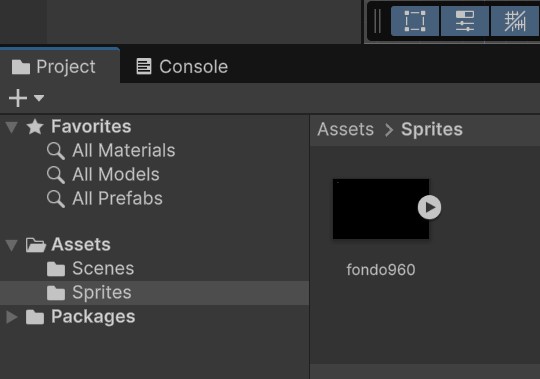 Project
Console
Favorites
All Materials
All Models
All Prefabs
Assets
Scenes
Sprites
Packages
Assets > Sprites
fondo960